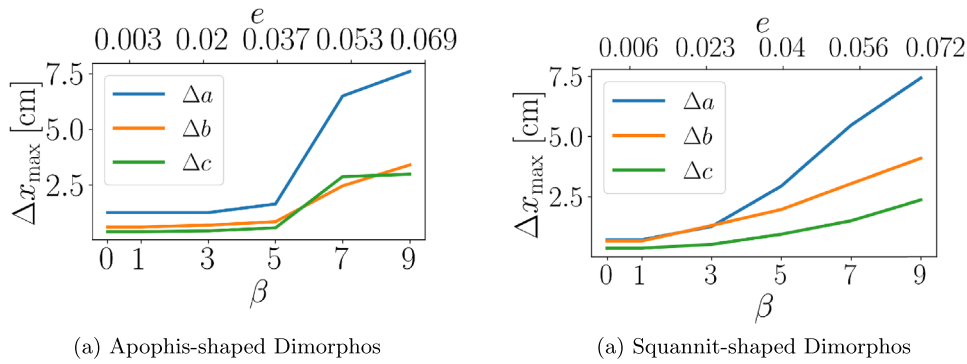 e
0.003 0.02 0.037 0.053 0.069
7.5
5.0
2.5
Δx_max [cm]
Δa
Δb
Δc
0 1 3 5 7 9
β
(a) Apophis-shaped Dimorphos
e
0.006 0.023 0.04 0.056 0.072
7.5
5.0
2.5
Δx_max [cm]
Δa
Δb
Δc
0 1 3 5 7 9
β
(a) Squannit-shaped Dimorphos